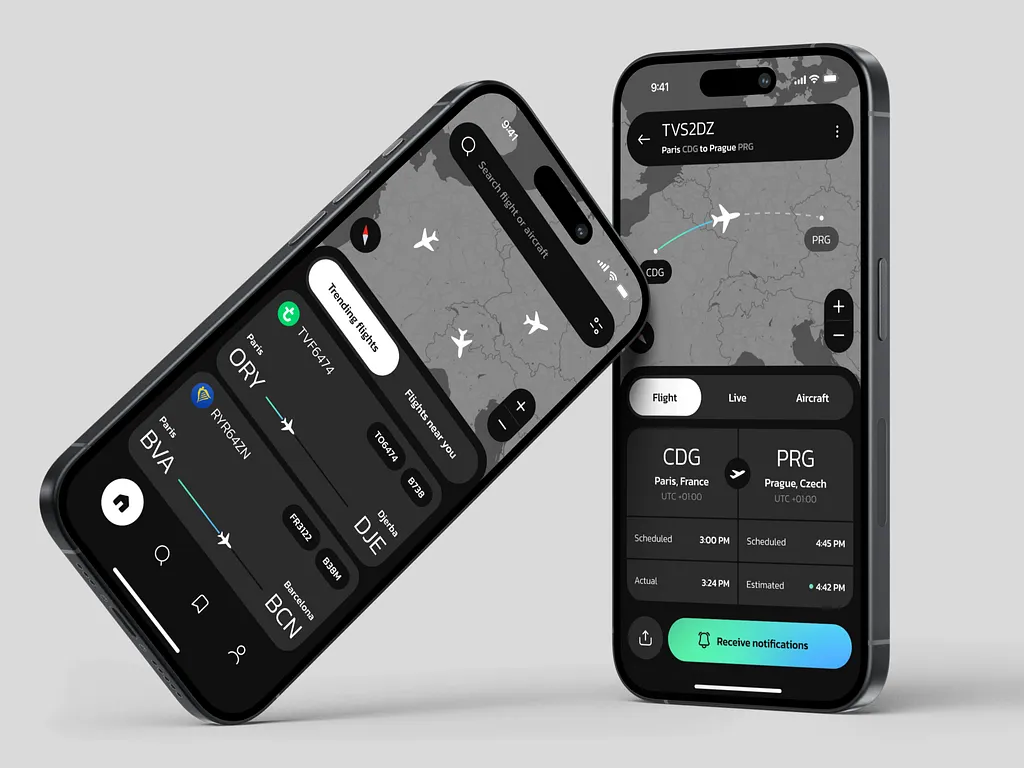 9:41
Search flight or aircraft
Trending flights
Flights near you
TVF6474
Paris
ORY
TO6474
B738
Djerba
DJE
RYR64ZN
Paris
BVA
FR3122
B38M
Barcelona
BCN
9:41
TVS2DZ
Paris CDG to Prague PRG
CDG
PRG
Flight Live Aircraft
CDG
Paris, France
UTC +01:00
PRG
Prague, Czech
UTC +01:00
Scheduled 3:00 PM
Scheduled 4:45 PM
Actual 3:24 PM
Estimated 4:42 PM
Receive notifications